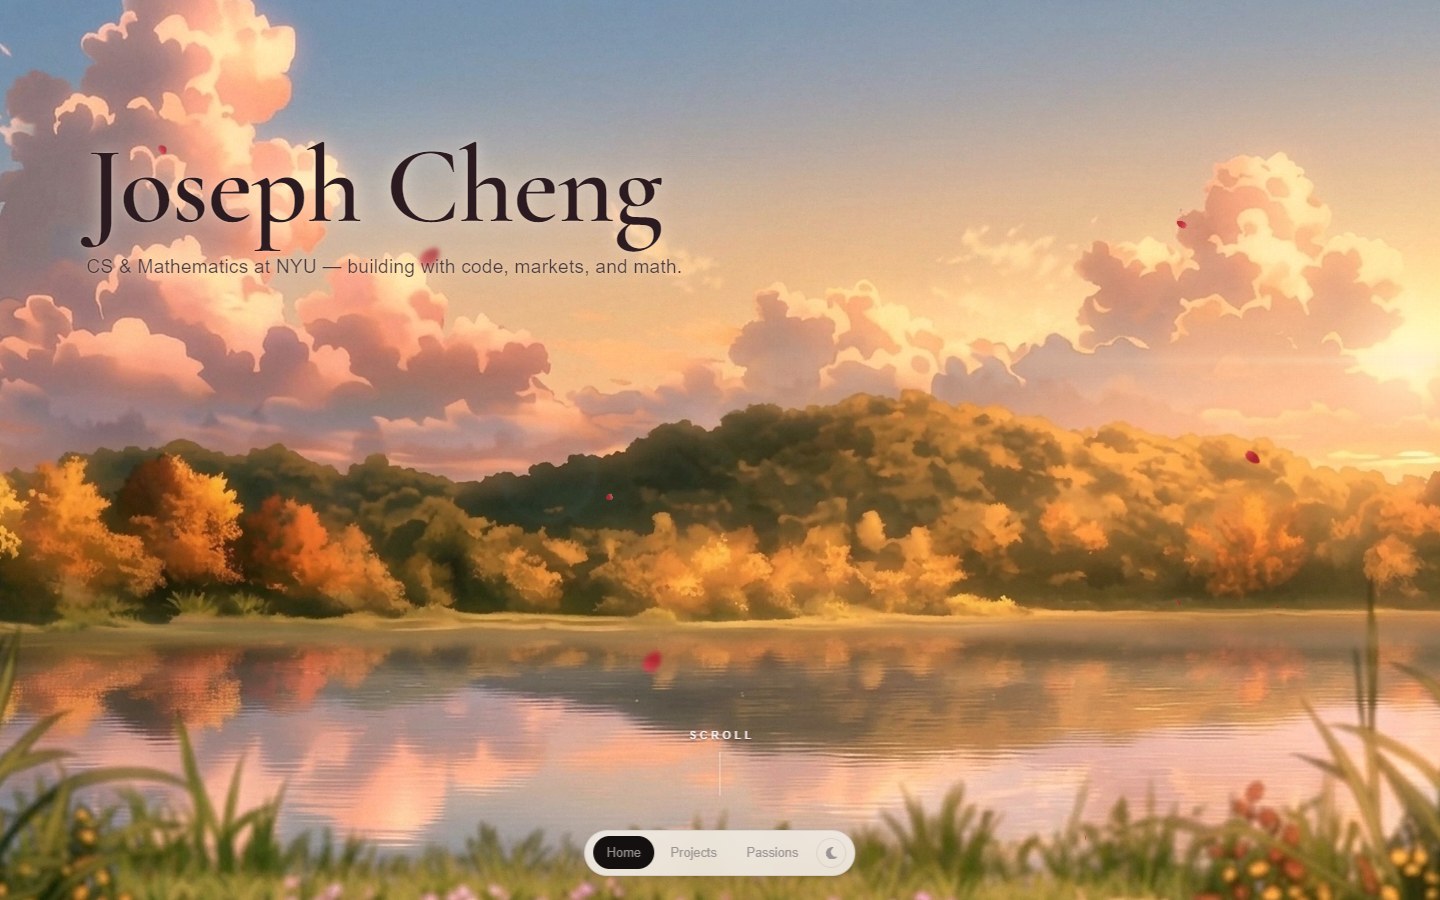 Joseph Cheng
CS & Mathematics at NYU — building with code, markets, and math.
SCROLL
Home Projects Passions